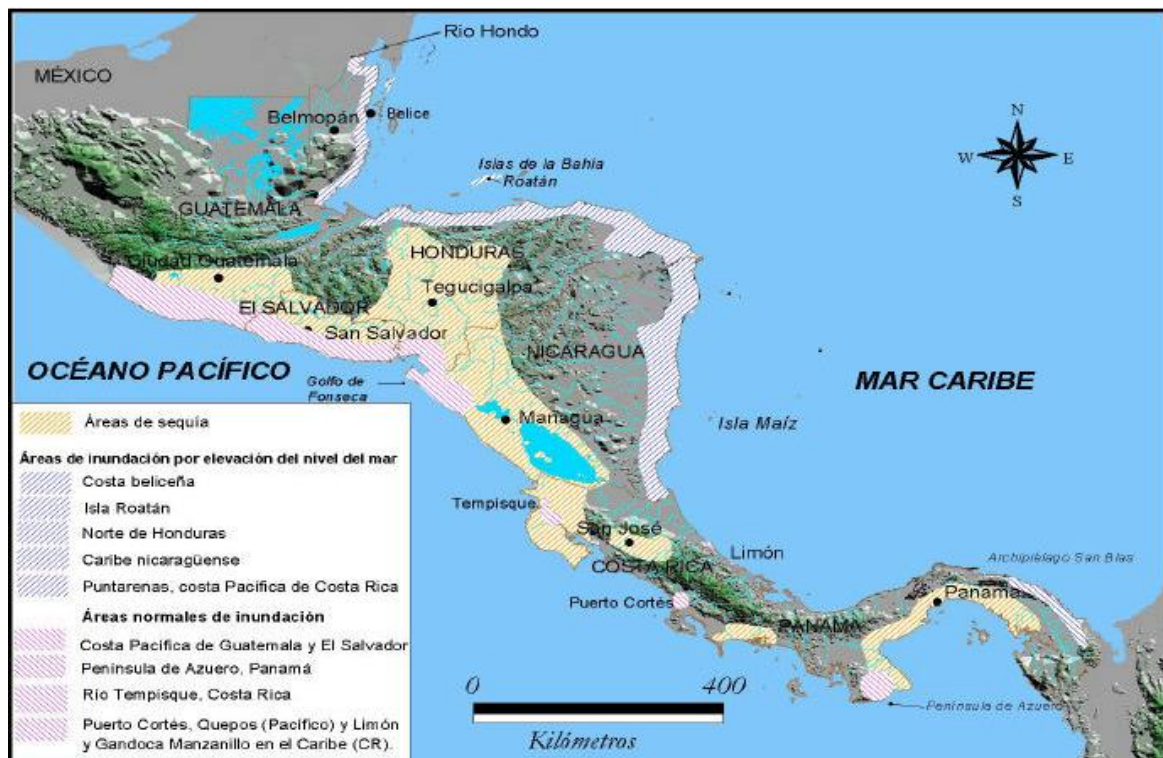 Río Hondo
MÉXICO
Belmopán
Belice
N
W E
S
Islas de la Bahía
Roatán
GUATEMALA
Ciudad Guatemala
HONDURAS
Tegucigalpa
El SALVADOR
San Salvador
NICARAGUA
OCÉANO PACÍFICO
MAR CARIBE
Golfo de
Fonseca
Managua
Isla Maíz
Áreas de sequía
Áreas de inundación por elevación del nivel del mar
Costa beliceña
Isla Roatán
Norte de Honduras
Caribe nicaragüense
Puntarenas, costa Pacífica de Costa Rica
Áreas normales de inundación
Costa Pacífica de Guatemala y El Salvador
Península de Azuero, Panamá
Río Tempisque, Costa Rica
Puerto Cortés, Quepos (Pacífico) y Limón
y Gandoca Manzanillo en el Caribe (CR).
Tempisque
San José
Limón
COSTA RICA
Puerto Cortés
Archipiélago San Blas
Panamá
PANAMA
Península de Azuero
0 400
Kilómetros